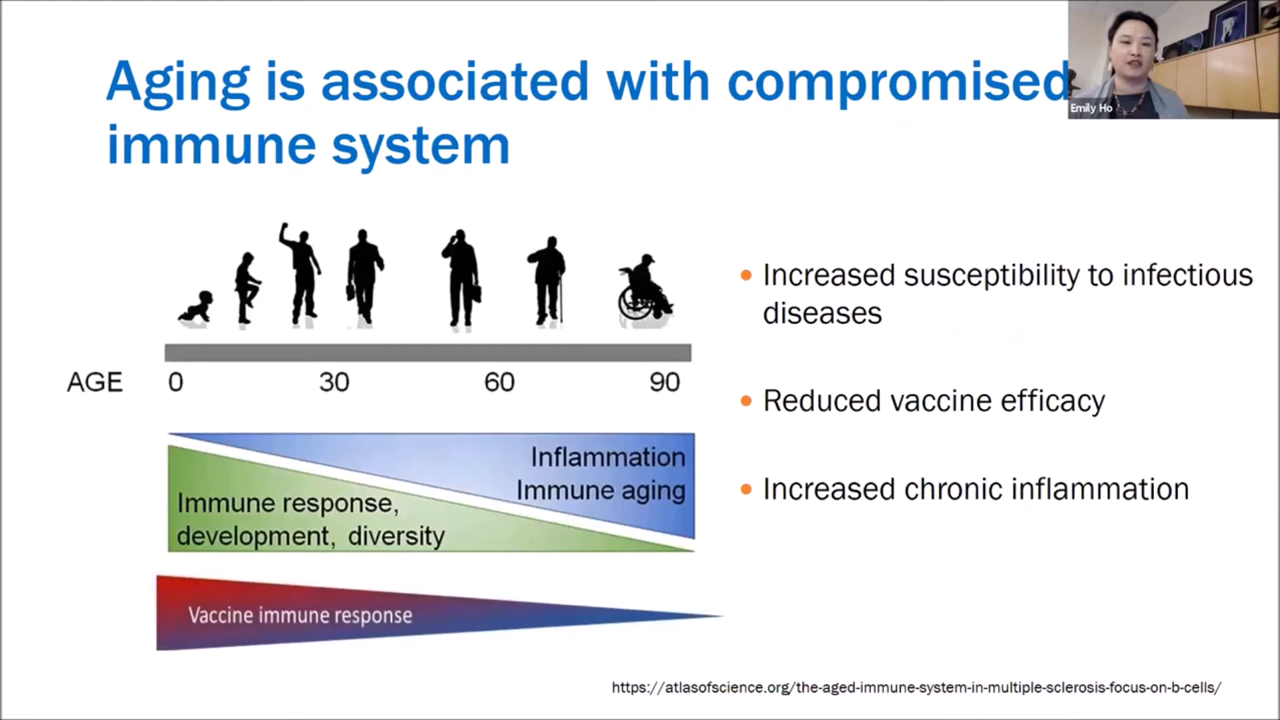 Aging is associated with compromised
immune system
Emily Ho
AGE 0 30 60 90
Inflammation
Immune aging
Immune response,
development, diversity
Vaccine immune response
• Increased susceptibility to infectious
diseases
• Reduced vaccine efficacy
• Increased chronic inflammation
https://atlasofscience.org/the-aged-immune-system-in-multiple-sclerosis-focus-on-b-cells/